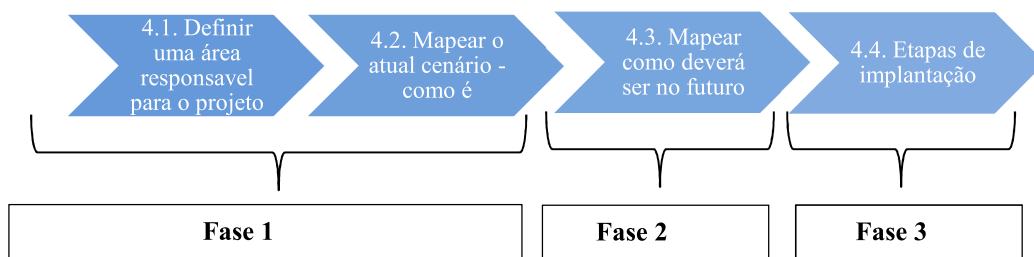 4.1. Definir
uma área
responsavel
para o projeto
4.2. Mapear o
atual cenário -
como é
4.3. Mapear
como deverá
ser no futuro
4.4. Etapas de
implantação
Fase 1
Fase 2
Fase 3